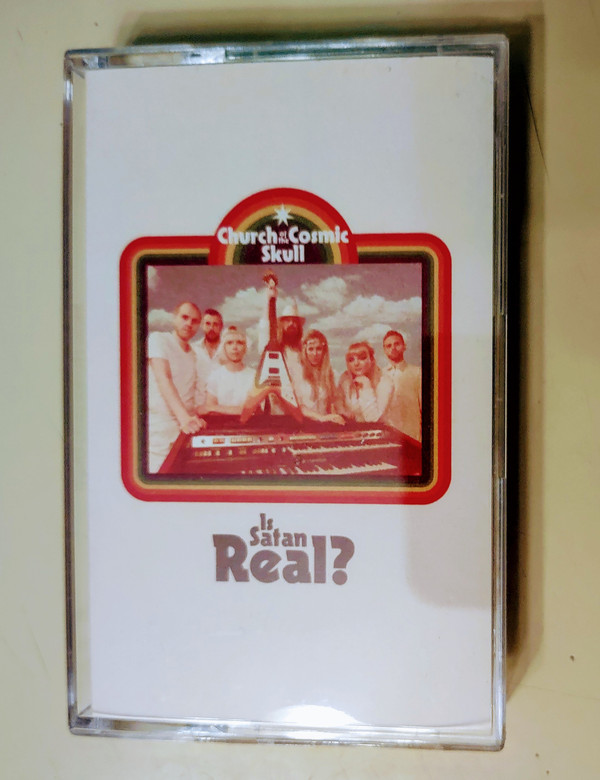 Church of the Cosmic
Skull
Is
Satan
Real?